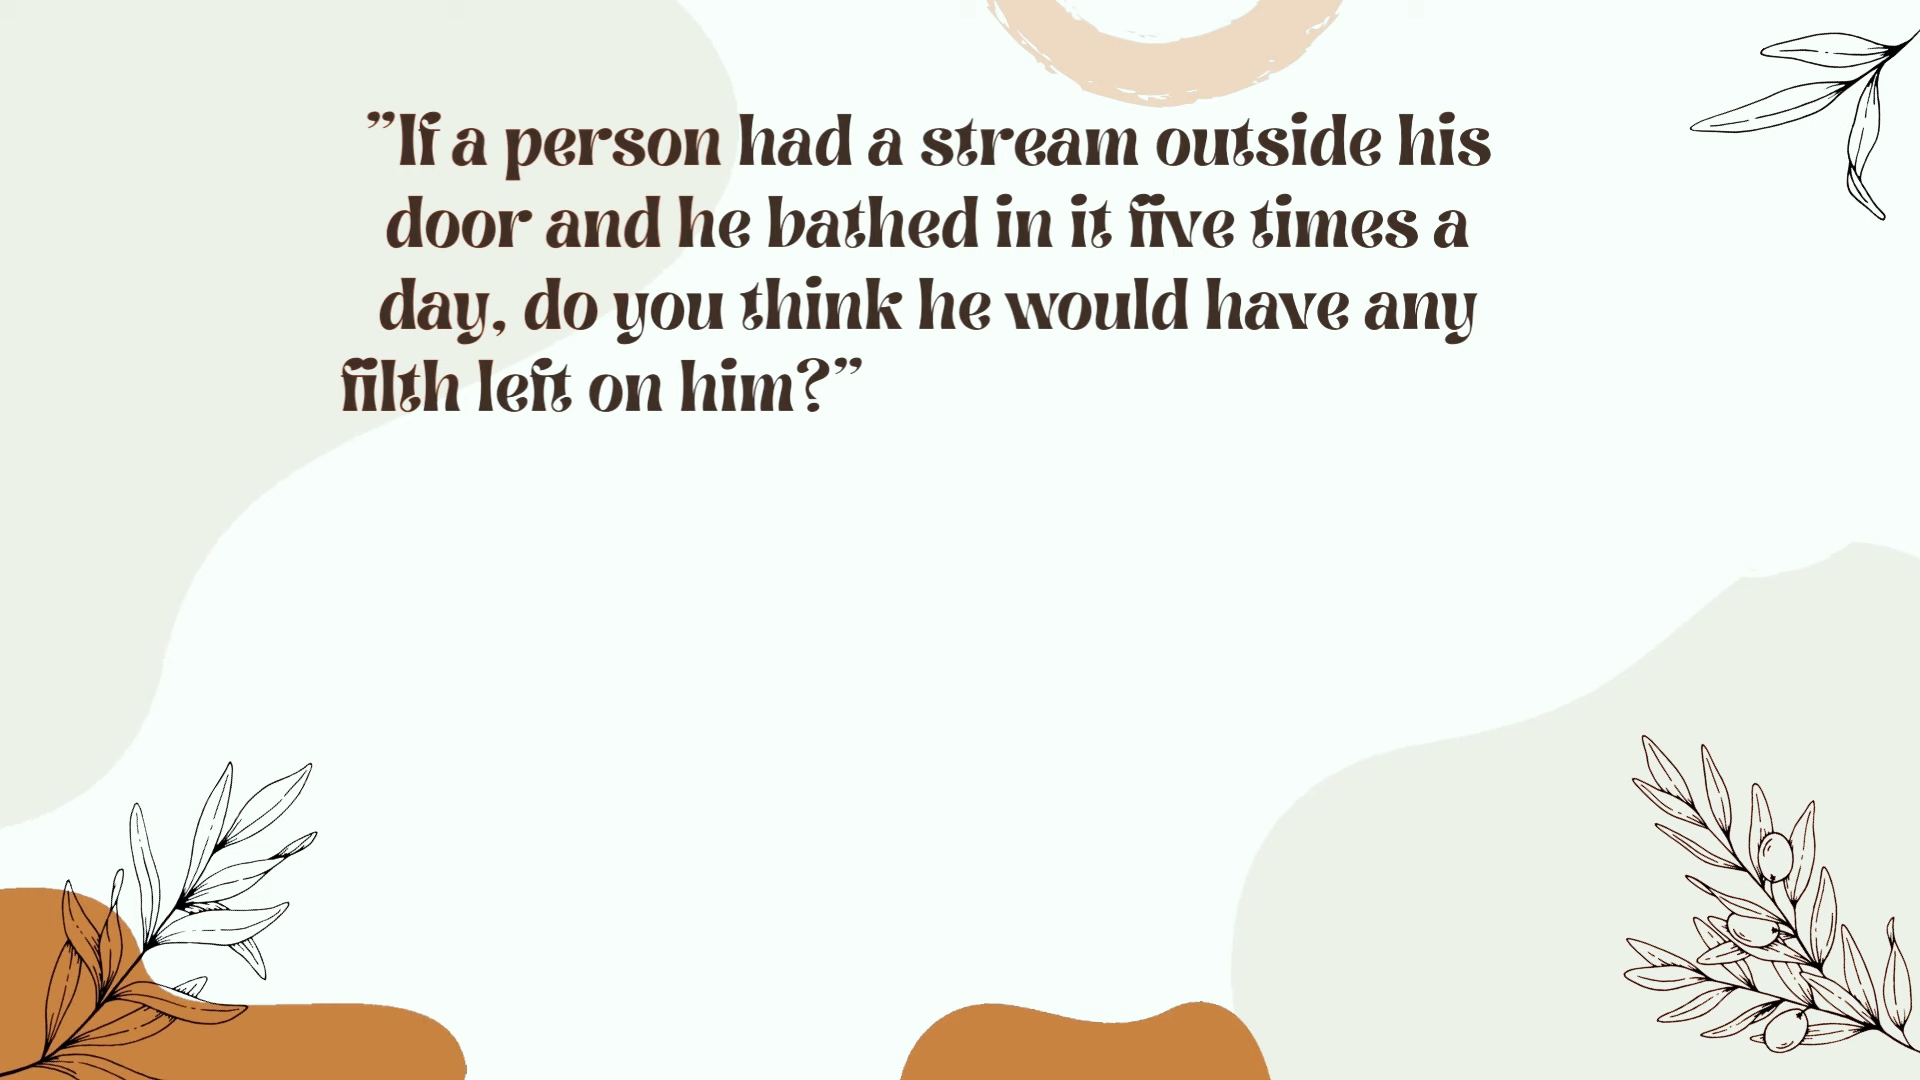 ”If a person had a stream outside his
door and he bathed in it five times a
day, do you think he would have any
filth left on him?”